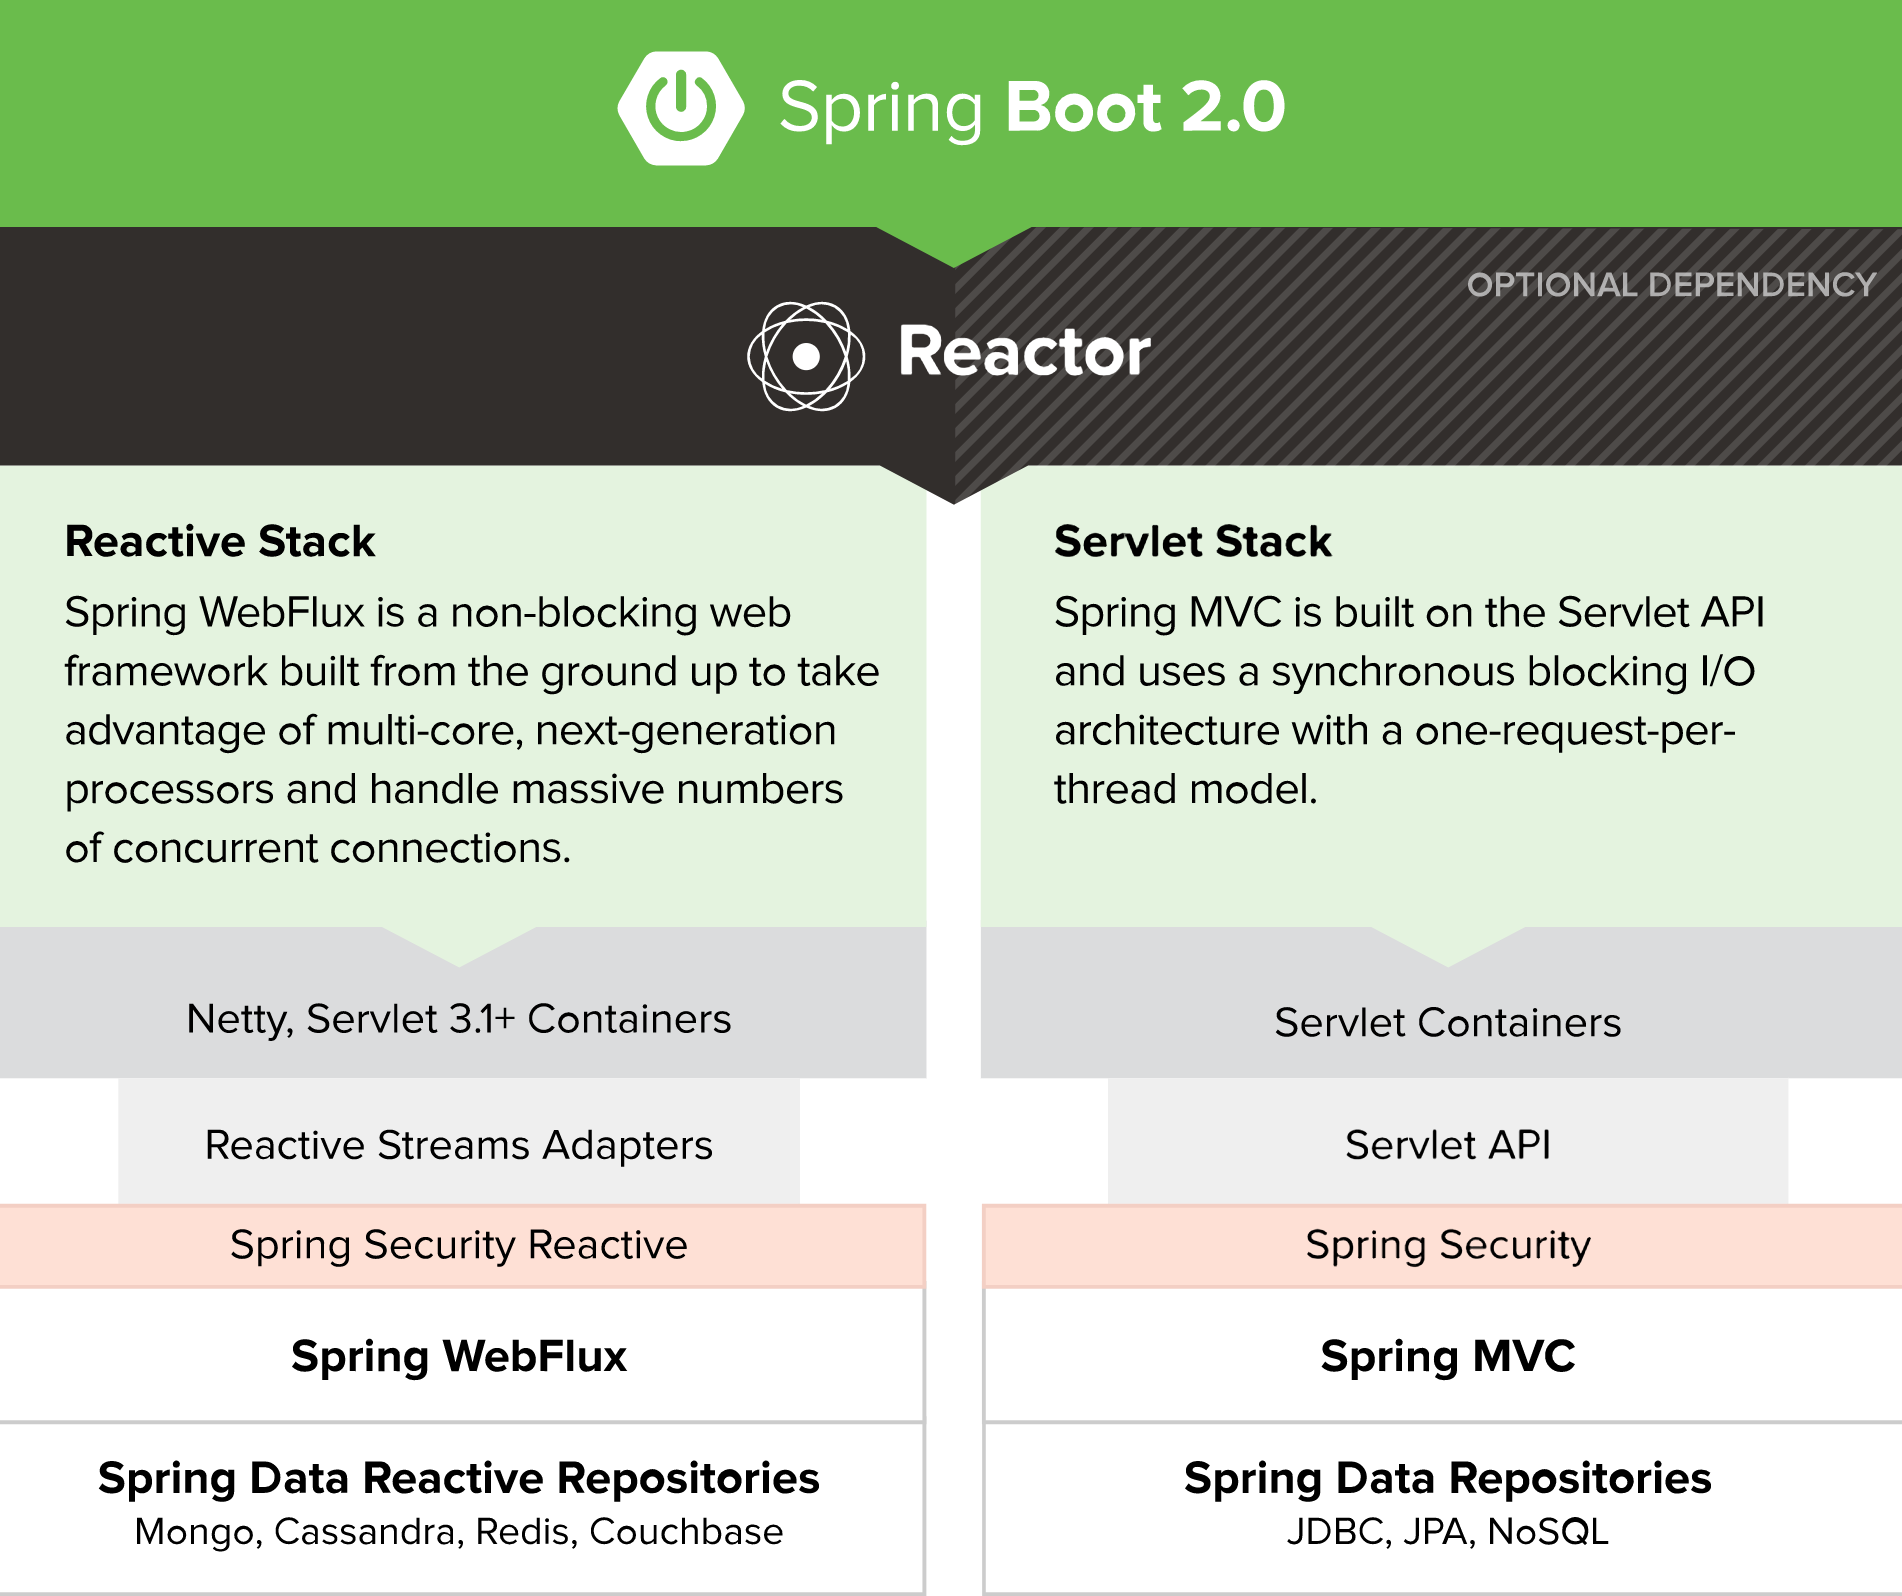 Spring Boot 2.0
OPTIONAL DEPENDENCY
Reactor
Reactive Stack
Spring WebFlux is a non-blocking web
framework built from the ground up to take
advantage of multi-core, next-generation
processors and handle massive numbers
of concurrent connections.
Netty, Servlet 3.1+ Containers
Reactive Streams Adapters
Spring Security Reactive
Spring WebFlux
Spring Data Reactive Repositories
Mongo, Cassandra, Redis, Couchbase
Servlet Stack
Spring MVC is built on the Servlet API
and uses a synchronous blocking I/O
architecture with a one-request-per-
thread model.
Servlet Containers
Servlet API
Spring Security
Spring MVC
Spring Data Repositories
JDBC, JPA, NoSQL